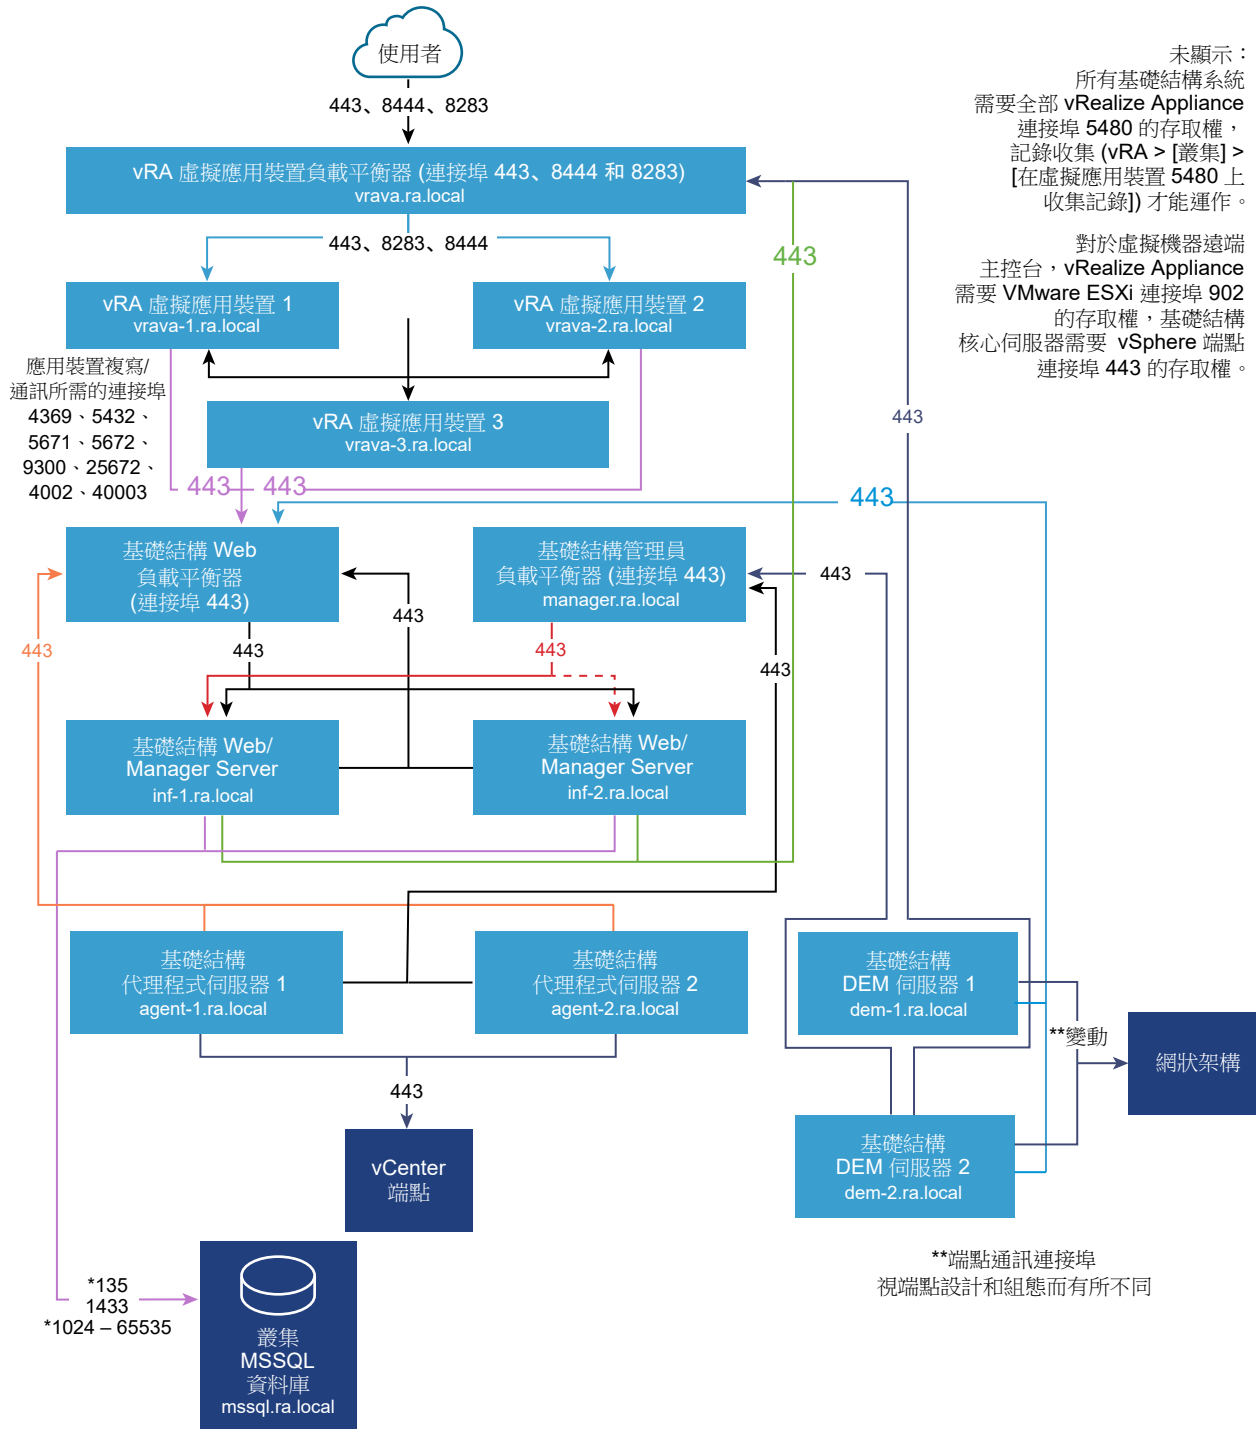 使用者
443、8444、8283
vRA 虛擬應用裝置負載平衡器 (連接埠 443、8444 和 8283)
vrava.ra.local
443、8283、8444
vRA 虛擬應用裝置 1
vrava-1.ra.local
vRA 虛擬應用裝置 2
vrava-2.ra.local
應用裝置複寫/
通訊所需的連接埠
4369、5432、
5671、5672、
9300、25672、
4002、40003
vRA 虛擬應用裝置 3
vrava-3.ra.local
443
443
443
443
443
未顯示：
所有基礎結構系統
需要全部 vRealize Appliance
連接埠 5480 的存取權，
記錄收集 (vRA > [叢集] >
[在虛擬應用裝置 5480 上
收集記錄]) 才能運作。
對於虛擬機器遠端
主控台，vRealize Appliance
需要 VMware ESXi 連接埠 902
的存取權，基礎結構
核心伺服器需要 vSphere 端點
連接埠 443 的存取權。
基礎結構 Web
負載平衡器
(連接埠 443)
基礎結構管理員
負載平衡器 (連接埠 443)
manager.ra.local
443
443
443
443
443
443
基礎結構 Web/
Manager Server
inf-1.ra.local
基礎結構 Web/
Manager Server
inf-2.ra.local
基礎結構
代理程式伺服器 1
agent-1.ra.local
基礎結構
代理程式伺服器 2
agent-2.ra.local
基礎結構
DEM 伺服器 1
dem-1.ra.local
**變動
網狀架構
443
基礎結構
DEM 伺服器 2
dem-2.ra.local
vCenter
端點
**端點通訊連接埠
視端點設計和組態而有所不同
*135
1433
*1024 – 65535
叢集
MSSQL
資料庫
mssql.ra.local